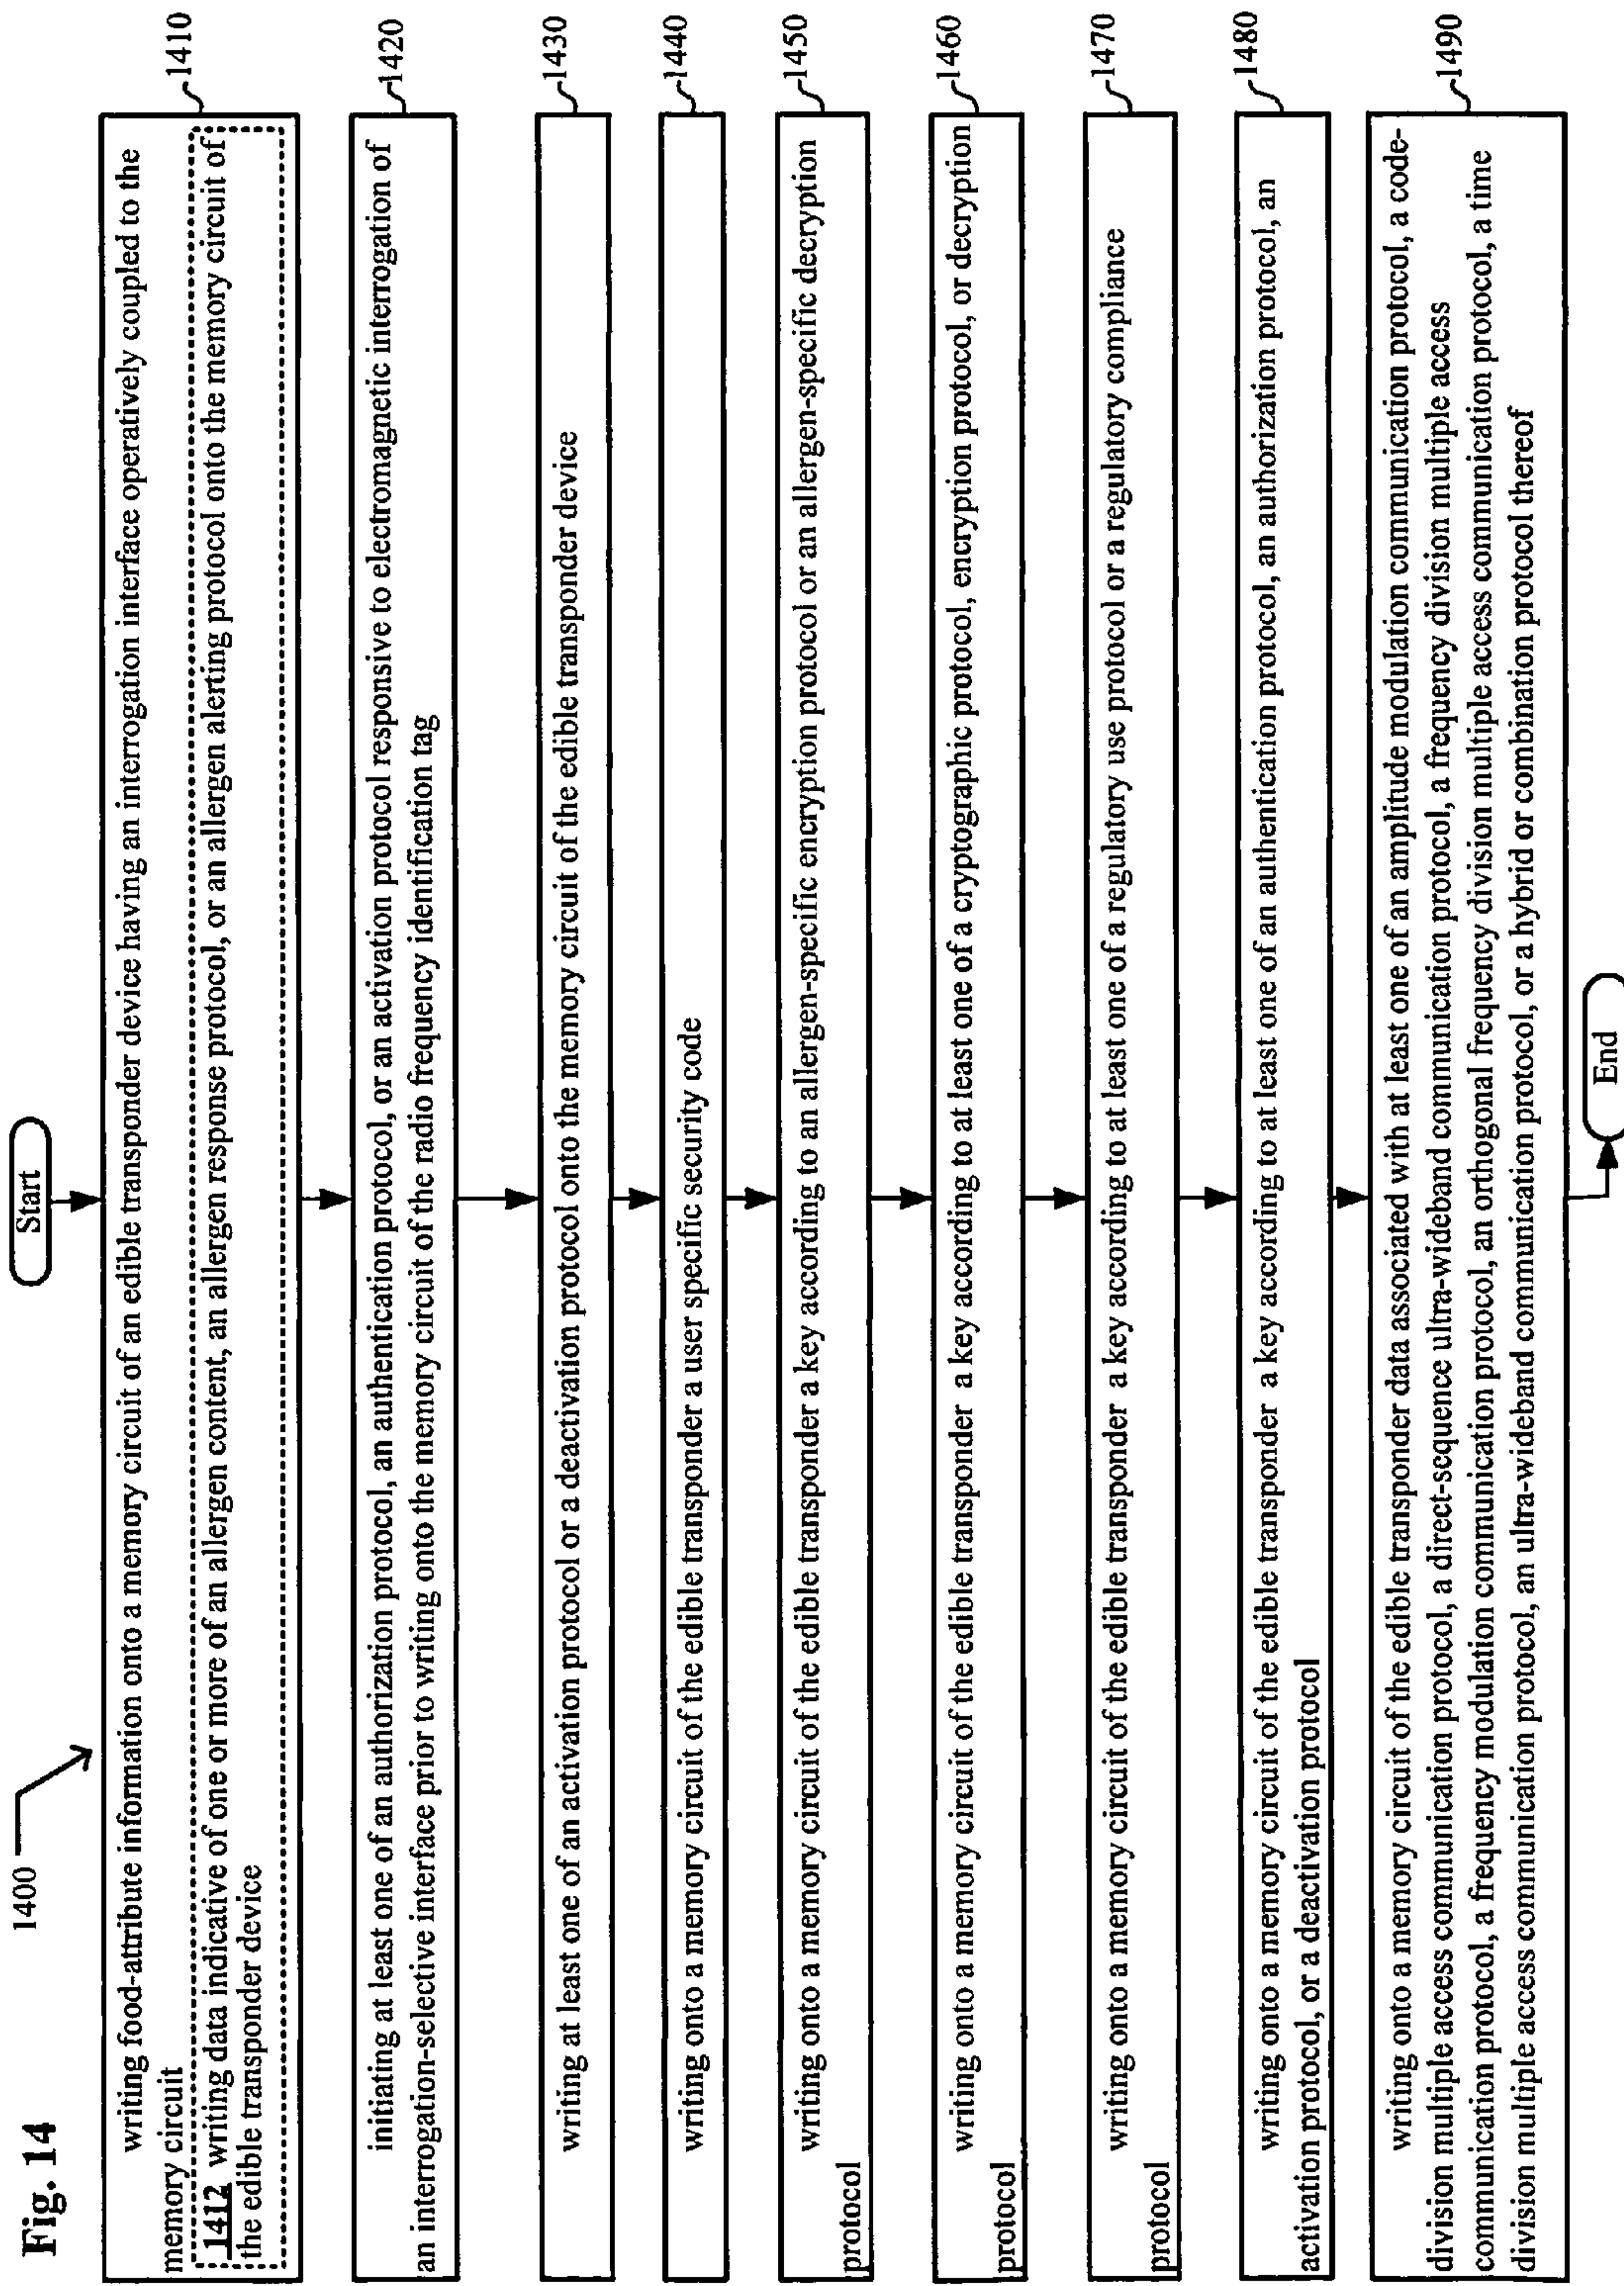 Fig. 14
1400
Start
writing food-attribute information onto a memory circuit of an edible transponder device having an interrogation interface operatively coupled to the
memory circuit
1412 writing data indicative of one or more of an allergen content, an allergen response protocol, or an allergen alerting protocol onto the memory circuit of
the edible transponder device
1410
initiating at least one of an authorization protocol, an authentication protocol, or an activation protocol responsive to electromagnetic interrogation of
an interrogation-selective interface prior to writing onto the memory circuit of the radio frequency identification tag
1420
writing at least one of an activation protocol or a deactivation protocol onto the memory circuit of the edible transponder device
1430
writing onto a memory circuit of the edible transponder a user specific security code
1440
writing onto a memory circuit of the edible transponder a key according to an allergen-specific encryption protocol or an allergen-specific decryption
protocol
1450
writing onto a memory circuit of the edible transponder a key according to at least one of a cryptographic protocol, encryption protocol, or decryption
protocol
1460
writing onto a memory circuit of the edible transponder a key according to at least one of a regulatory use protocol or a regulatory compliance
protocol
1470
writing onto a memory circuit of the edible transponder a key according to at least one of an authentication protocol, an authorization protocol, an
activation protocol, or a deactivation protocol
1480
writing onto a memory circuit of the edible transponder data associated with at least one of an amplitude modulation communication protocol, a code-
division multiple access communication protocol, a direct-sequence ultra-wideband communication protocol, a frequency division multiple access
communication protocol, a frequency modulation communication protocol, an orthogonal frequency division multiple access communication protocol, a time
division multiple access communication protocol, an ultra-wideband communication protocol, or a hybrid or combination protocol thereof
1490
End